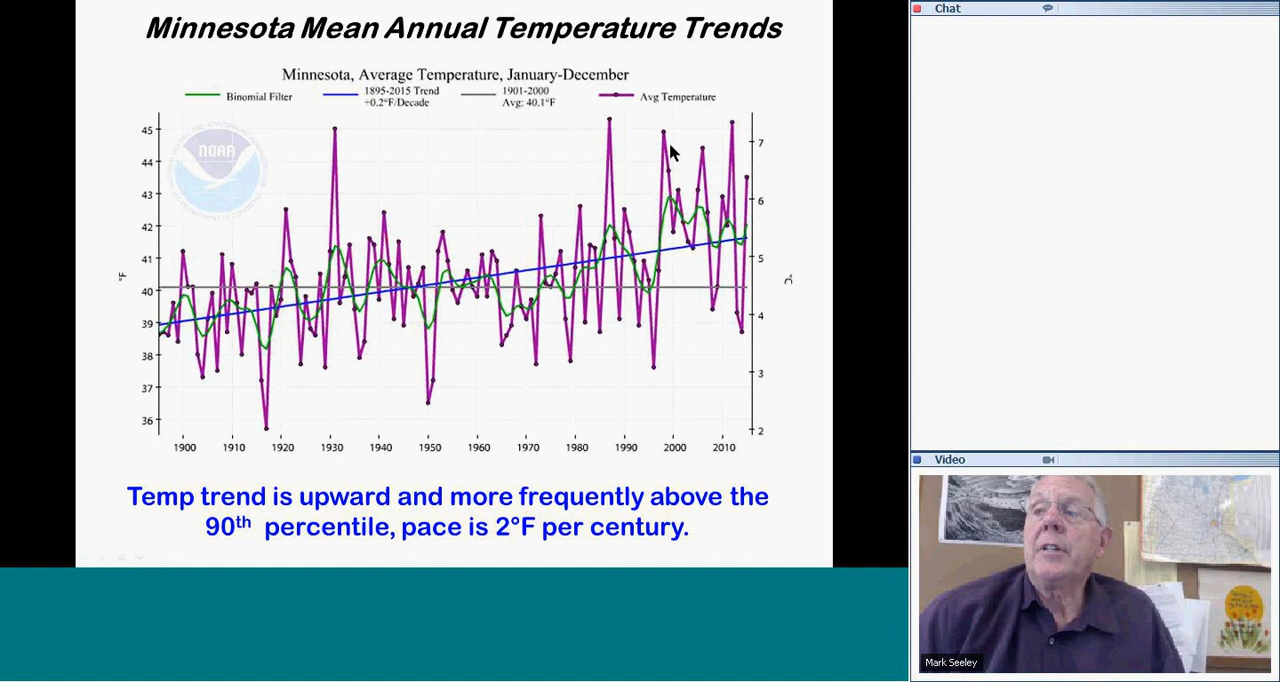 Minnesota Mean Annual Temperature Trends
Minnesota, Average Temperature, January-December
Binomial Filter
1895-2015 Trend
+0.2°F/Decade
1901-2000
Avg: 40.1°F
Avg Temperature
45
44
43
42
41
40
39
38
37
36
°F
7
6
5
4
3
2
°C
NOAA
1900 1910 1920 1930 1940 1950 1960 1970 1980 1990 2000 2010
Temp trend is upward and more frequently above the
90th percentile, pace is 2°F per century.
Chat
Video
Mark Seeley